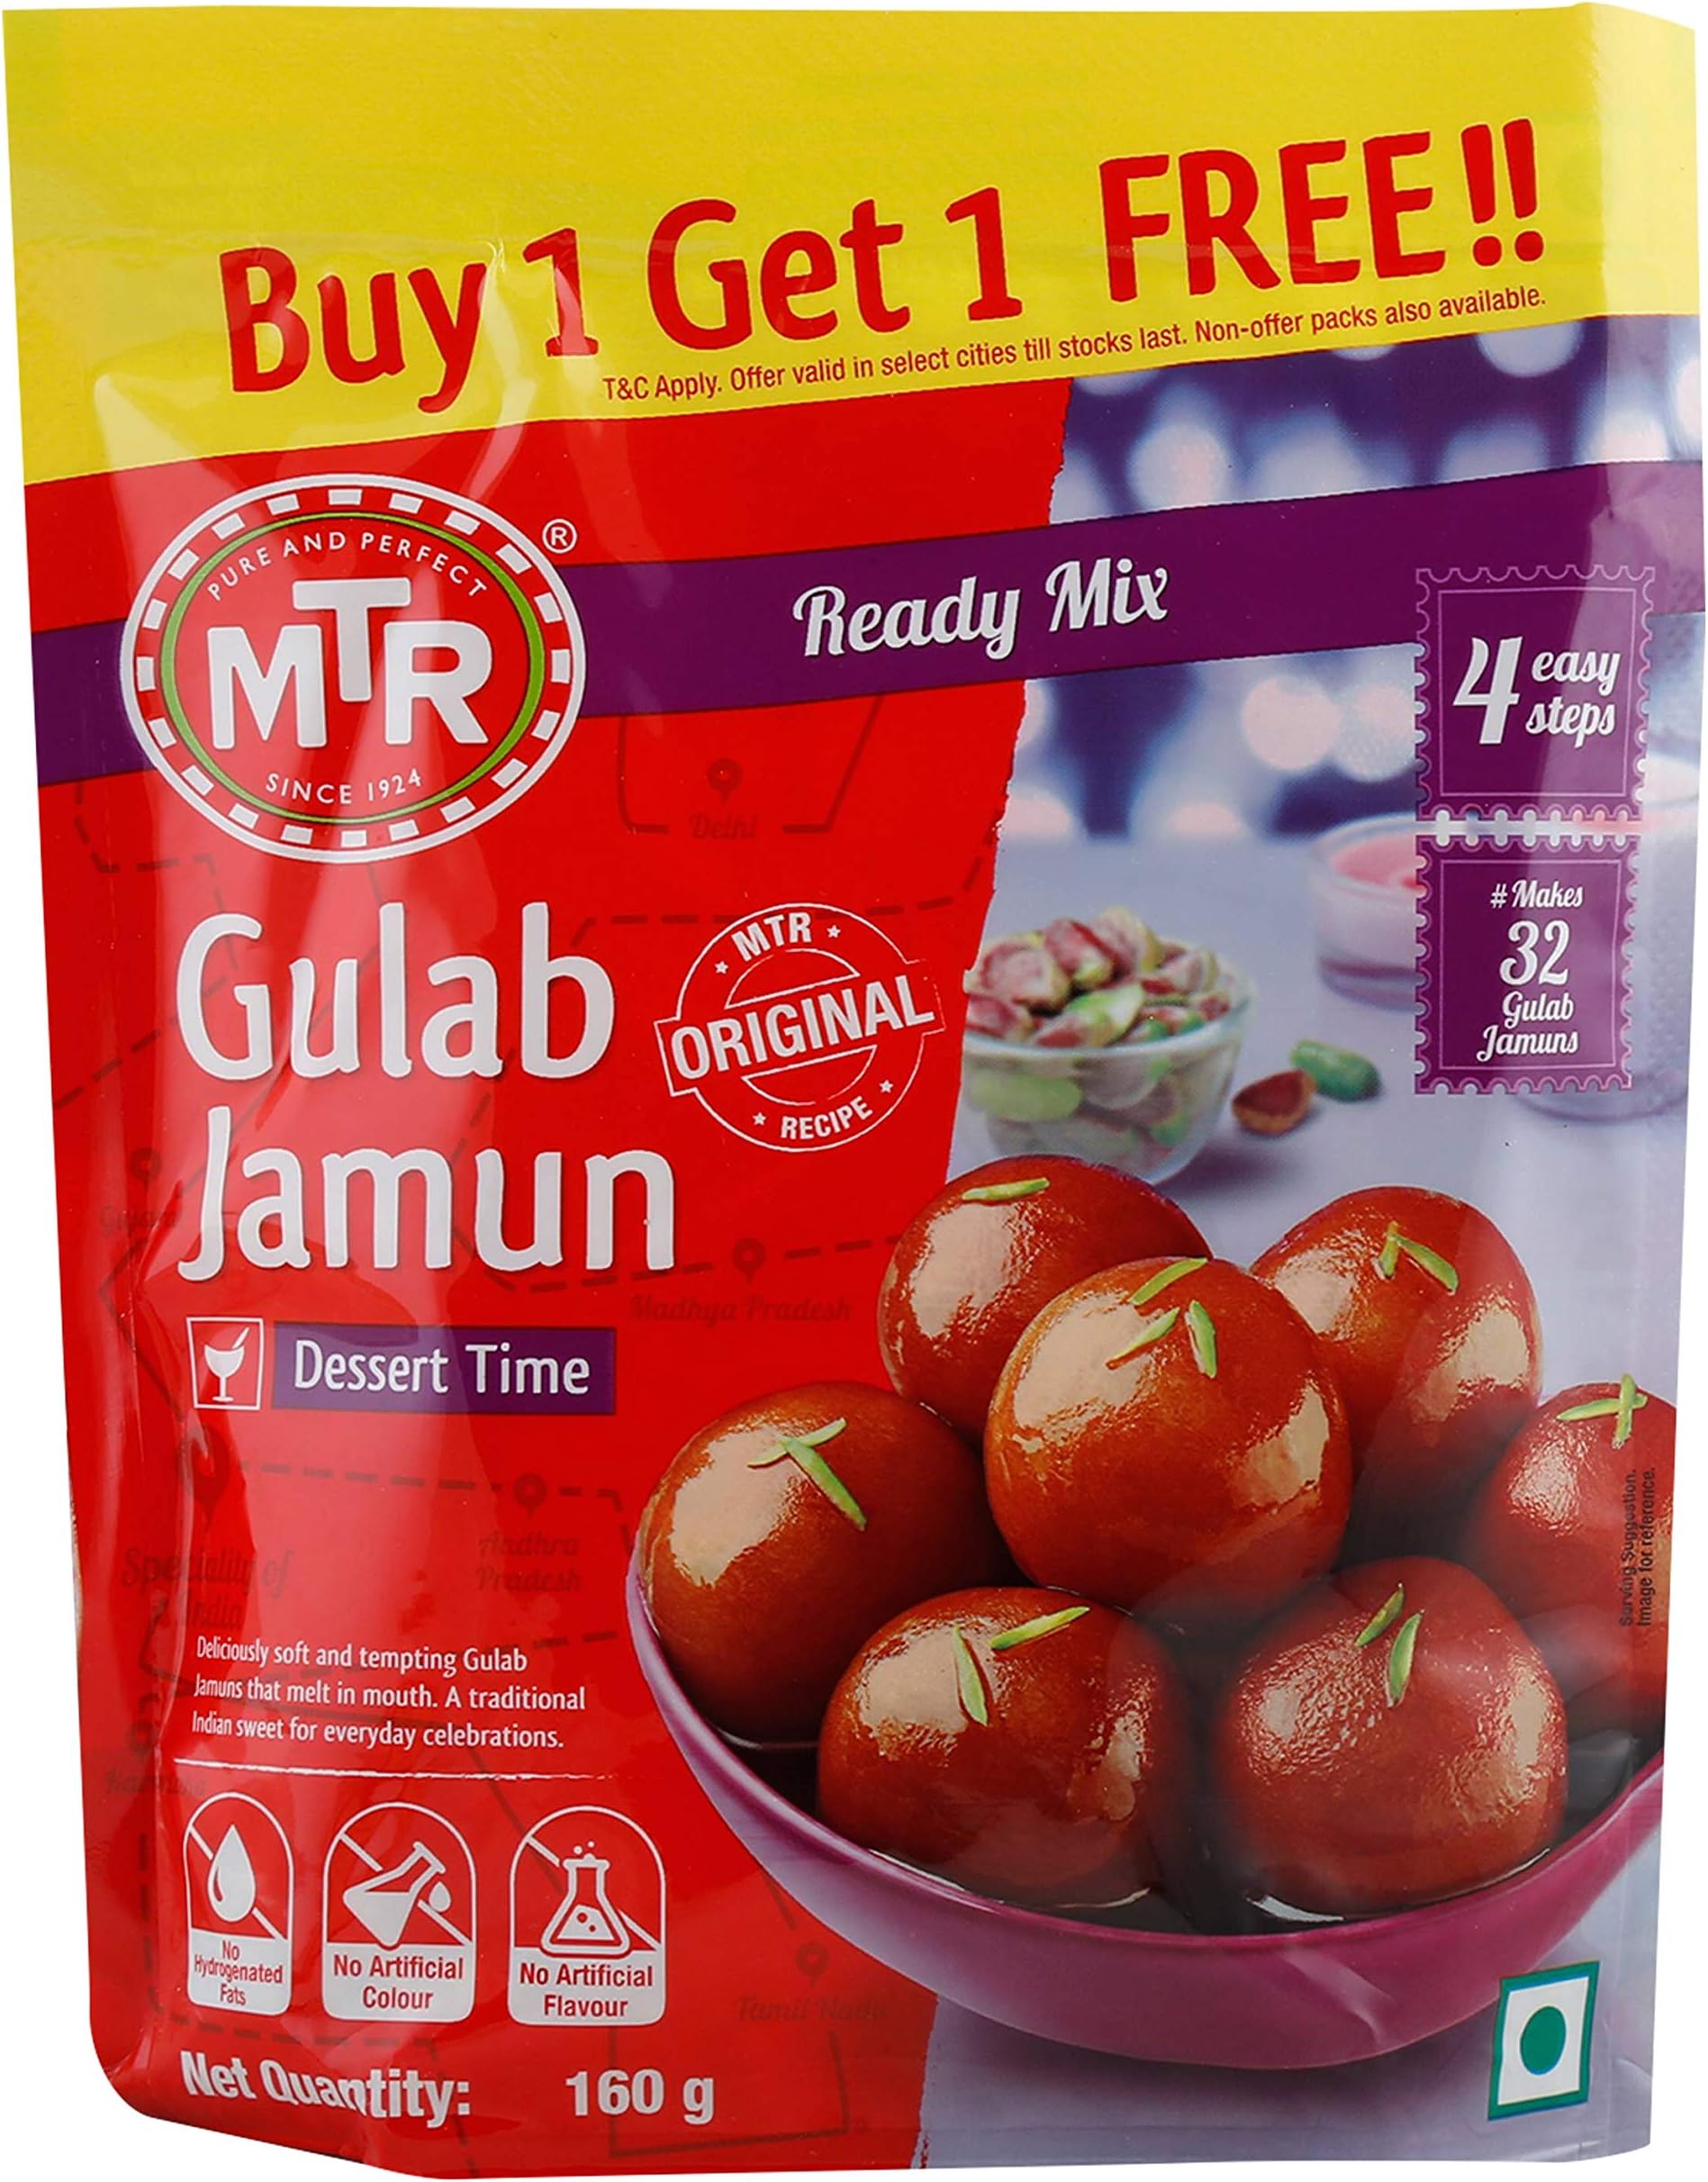 Buy 1 Get 1 FREE!!
T&C Apply. Offer valid in select cities till stocks last. Non-offer packs also available.
PURE AND PERFECT
MTR
SINCE 1924
®
Ready Mix
4 easy
steps
# Makes
32
Gulab
Jamuns
Delhi
Gulab
Jamun
MTR
ORIGINAL
RECIPE
Madhya Pradesh
Dessert Time
Andhra
Pradesh
Speciality of
India
Deliciously soft and tempting Gulab
Jamuns that melt in mouth. A traditional
Indian sweet for everyday celebrations.
Serving Suggestion.
Image for reference.
No
Hydrogenated
Fats
No Artificial
Colour
No Artificial
Flavour
Tamil Nadu
Net Quantity: 160 g